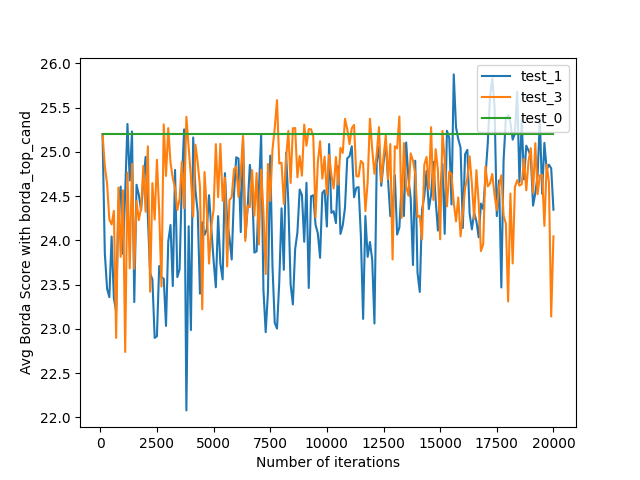 26.0
25.5
25.0
24.5
24.0
23.5
23.0
22.5
22.0
Avg Borda Score with borda_top_cand
test_1
test_3
test_0
0 2500 5000 7500 10000 12500 15000 17500 20000
Number of iterations